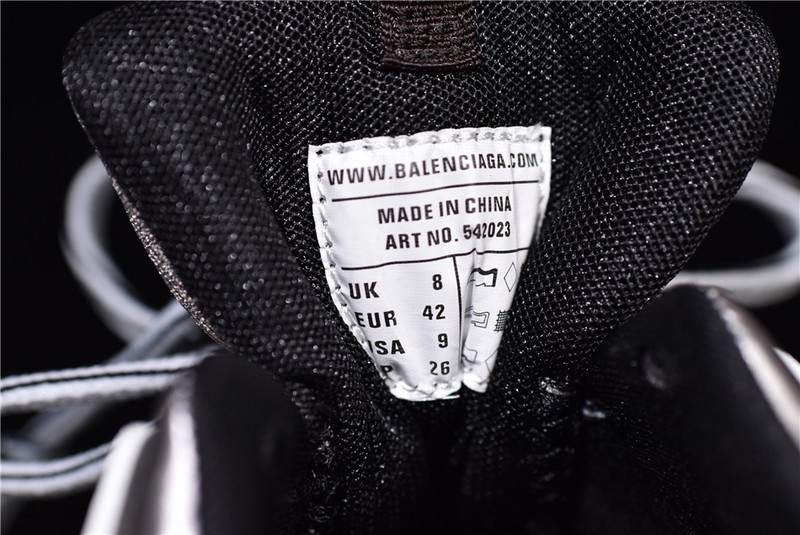 WWW.BALENCIAGA.COM
MADE IN CHINA
ART NO. 542023
UK 8
EUR 42
USA 9
26